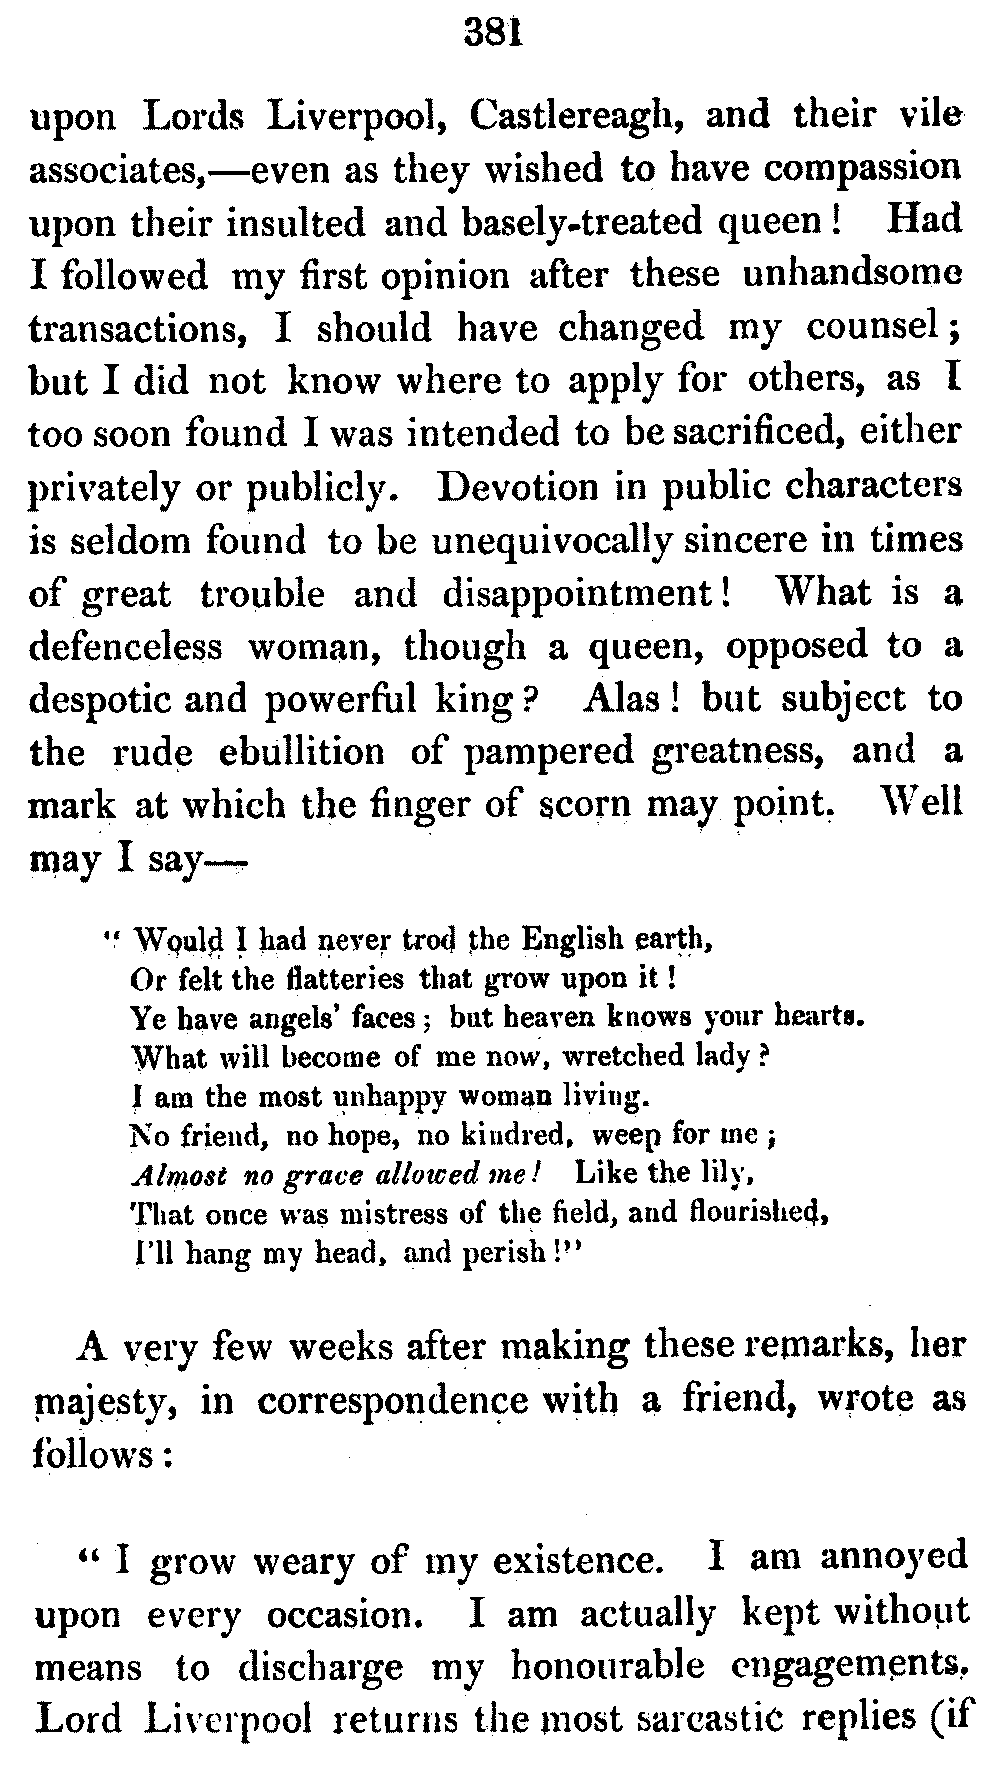 381
upon Lords Liverpool, Castlereagh, and their vile
associates,—even as they wished to have compassion
upon their insulted and basely-treated queen! Had
I followed my first opinion after these unhandsome
transactions, I should have changed my counsel;
but I did not know where to apply for others, as I
too soon found I was intended to be sacrificed, either
privately or publicly. Devotion in public characters
is seldom found to be unequivocally sincere in times
of great trouble and disappointment! What is a
defenceless woman, though a queen, opposed to a
despotic and powerful king? Alas! but subject to
the rude ebullition of pampered greatness, and a
mark at which the finger of scorn may point. Well
may I say—
“ Would I had never trod the English earth,
Or felt the flatteries that grow upon it!
Ye have angels' faces; but heaven knows your hearts.
What will become of me now, wretched lady?
I am the most unhappy woman living.
No friend, no hope, no kindred, weep for me;
Almost no grace allowed me! Like the lily,
That once was mistress of the field, and flourished,
I'll hang my head, and perish!”
A very few weeks after making these remarks, her
majesty, in correspondence with a friend, wrote as
follows:
“ I grow weary of my existence. I am annoyed
upon every occasion. I am actually kept without
means to discharge my honourable engagements.
Lord Liverpool returns the most sarcastic replies (if